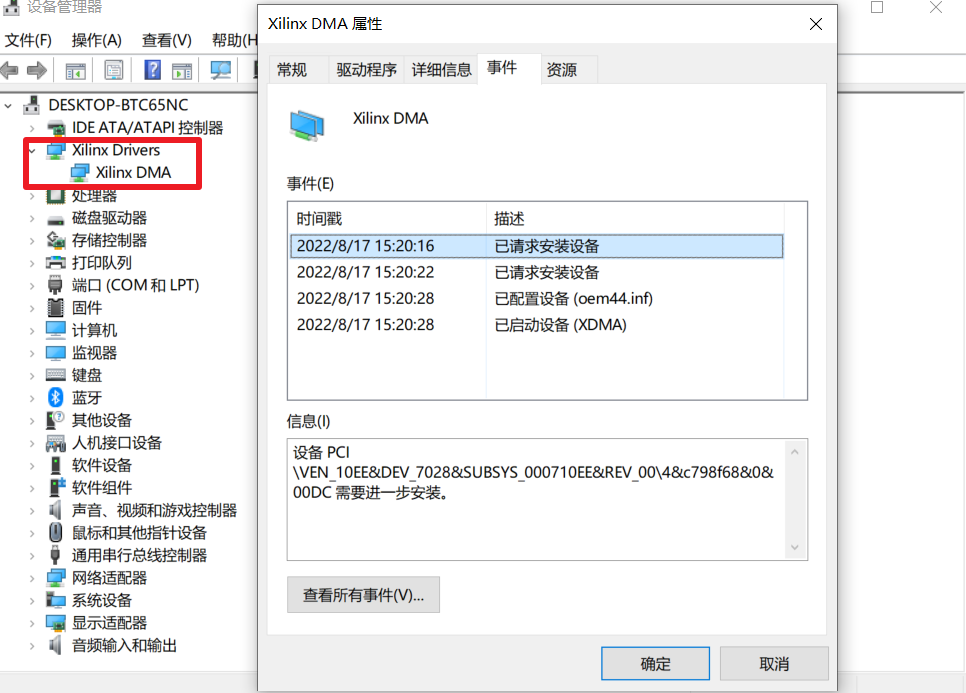 设备管理器
文件(F) 操作(A) 查看(V) 帮助(H
DESKTOP-BTC65NC
IDE ATA/ATAPI 控制器
Xilinx Drivers
Xilinx DMA
处理器
磁盘驱动器
存储控制器
打印队列
端口 (COM 和 LPT)
固件
计算机
监视器
键盘
蓝牙
其他设备
人机接口设备
软件设备
软件组件
声音、视频和游戏控制器
鼠标和其他指针设备
通用串行总线控制器
网络适配器
系统设备
显示适配器
音频输入和输出
Xilinx DMA 属性
常规 驱动程序 详细信息 事件 资源
Xilinx DMA
事件(E)
时间戳 描述
2022/8/17 15:20:16 已请求安装设备
2022/8/17 15:20:22 已请求安装设备
2022/8/17 15:20:28 已配置设备 (oem44.inf)
2022/8/17 15:20:28 已启动设备 (XDMA)
信息(I)
设备 PCI
\VEN_10EE&DEV_7028&SUBSYS_000710EE&REV_00\4&c798f68&0&
00DC 需要进一步安装。
查看所有事件(V)...
确定 取消